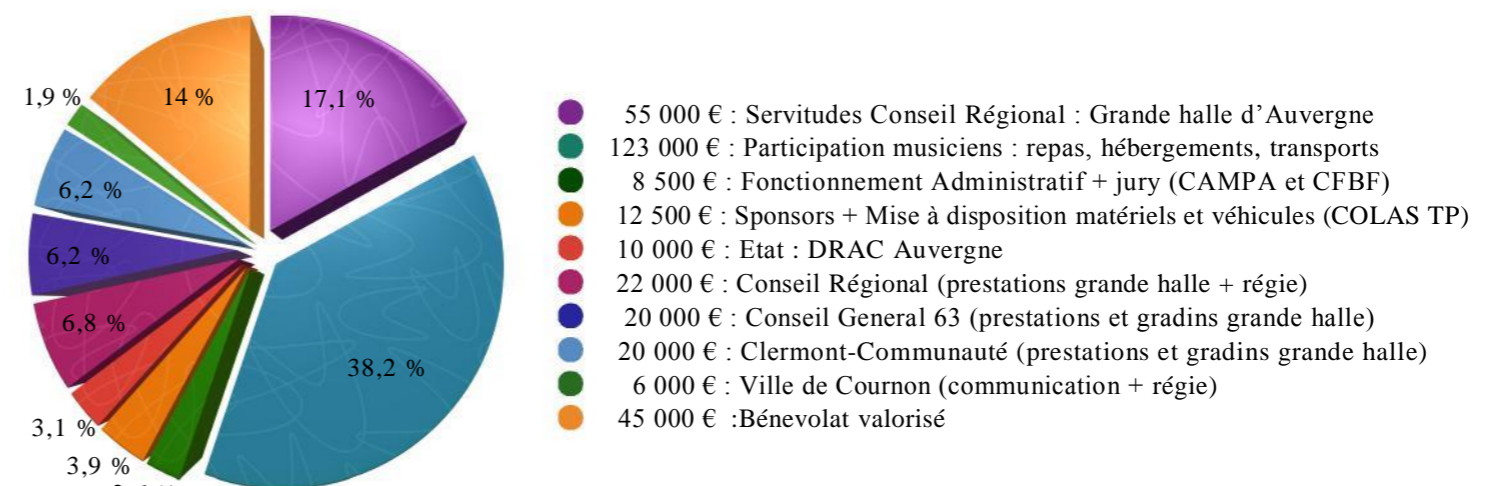 17,1 %
38,2 %
3,9 %
3,1 %
6,8 %
6,2 %
6,2 %
1,9 %
14 %
55 000 € : Servitudes Conseil Régional : Grande halle d’Auvergne
123 000 € : Participation musiciens : repas, hébergements, transports
8 500 € : Fonctionnement Administratif + jury (CAMPA et CFBF)
12 500 € : Sponsors + Mise à disposition matériels et véhicules (COLAS TP)
10 000 € : Etat : DRAC Auvergne
22 000 € : Conseil Régional (prestations grande halle + régie)
20 000 € : Conseil General 63 (prestations et gradins grande halle)
20 000 € : Clermont-Communauté (prestations et gradins grande halle)
6 000 € : Ville de Cournon (communication + régie)
45 000 € :Bénevolat valorisé